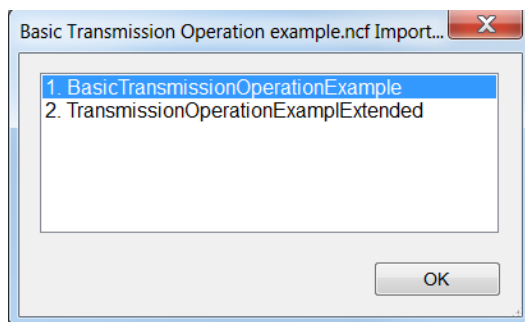 Basic Transmission Operation example.ncf Import...
1. BasicTransmissionOperationExample
2. TransmissionOperationExamplExtended
OK